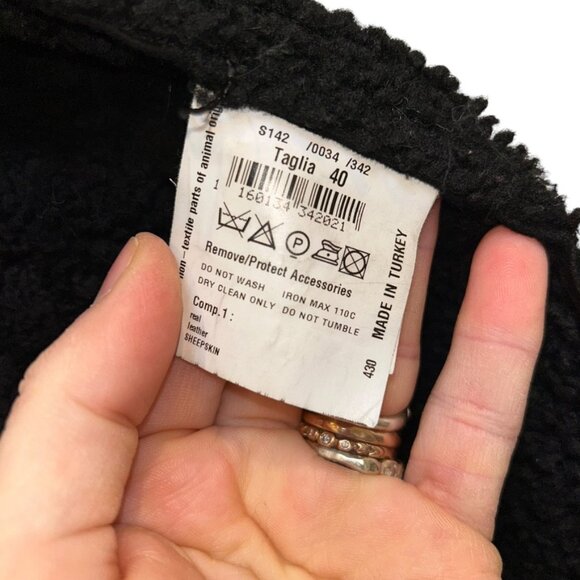 S142 /0034 /342
Taglia 40
1 160134 342021
P
Remove/Protect Accessories
DO NOT WASH IRON MAX 110C
DRY CLEAN ONLY DO NOT TUMBLE
Comp.1:
real
leather
SHEEPSKIN
non-textile parts of animal
MADE IN TURKEY
430